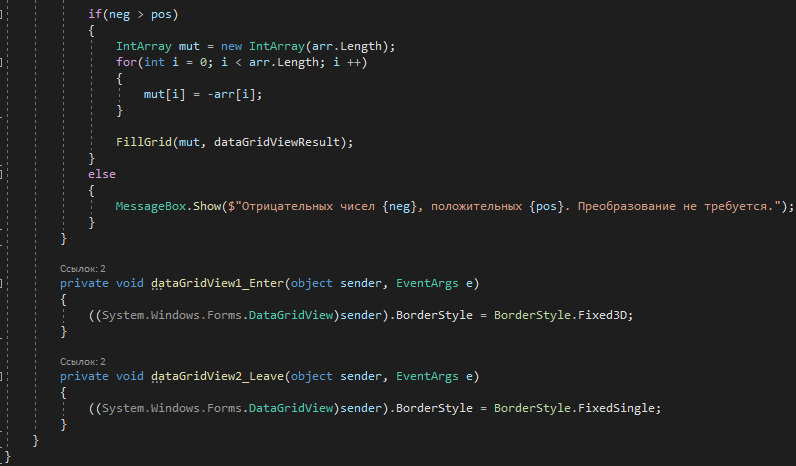 if(neg > pos)
{
IntArray mut = new IntArray(arr.Length);
for(int i = 0; i < arr.Length; i ++)
{
mut[i] = -arr[i];
}
FillGrid(mut, dataGridViewResult);
}
else
{
MessageBox.Show($"Отрицательных чисел {neg}, положительных {pos}. Преобразование не требуется.");
}
}
Ссылок: 2
private void dataGridView1_Enter(object sender, EventArgs e)
{
((System.Windows.Forms.DataGridView)sender).BorderStyle = BorderStyle.Fixed3D;
}
Ссылок: 2
private void dataGridView2_Leave(object sender, EventArgs e)
{
((System.Windows.Forms.DataGridView)sender).BorderStyle = BorderStyle.FixedSingle;
}
}
}